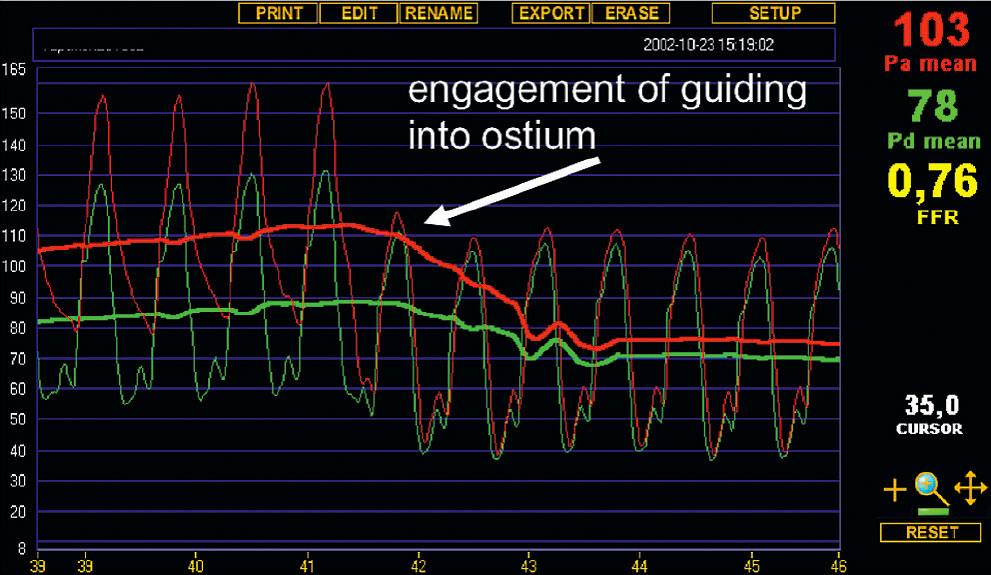 PRINT EDIT RENAME EXPORT ERASE SETUP
2002-10-23 15:19:02
103
Pa mean
78
Pd mean
0,76
FFR
engagement of guiding
into ostium
165
150
140
130
120
110
100
90
80
70
60
50
40
30
20
8
39 39 40 41 42 43 44 45 46
35,0
CURSOR
RESET